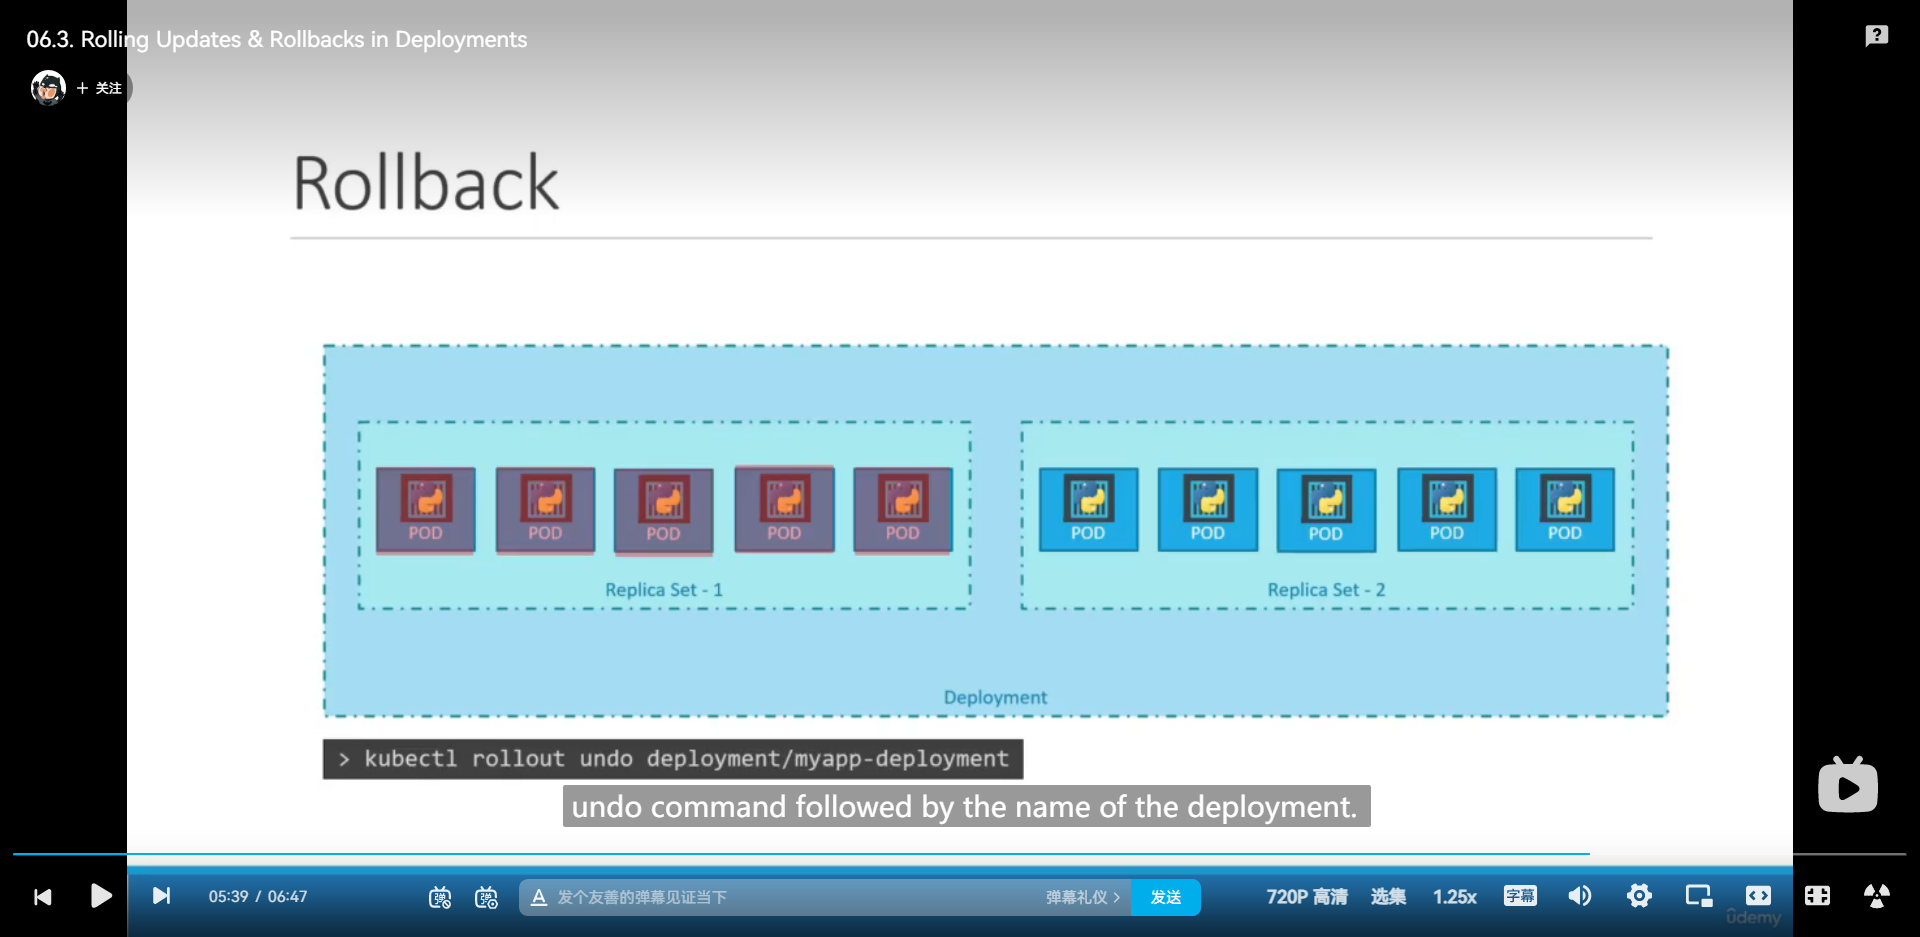 06.3. Rolling Updates & Rollbacks in Deployments
+ 关注
Rollback
POD POD POD POD POD POD POD POD POD POD
Replica Set - 1
Replica Set - 2
Deployment
> kubectl rollout undo deployment/myapp-deployment
undo command followed by the name of the deployment.
05:39 / 06:47
弹
弹
A 发个友善的弹幕见证当下
弹幕礼仪 >
发送
720P 高清
选集
1.25x
字幕
ûdemy